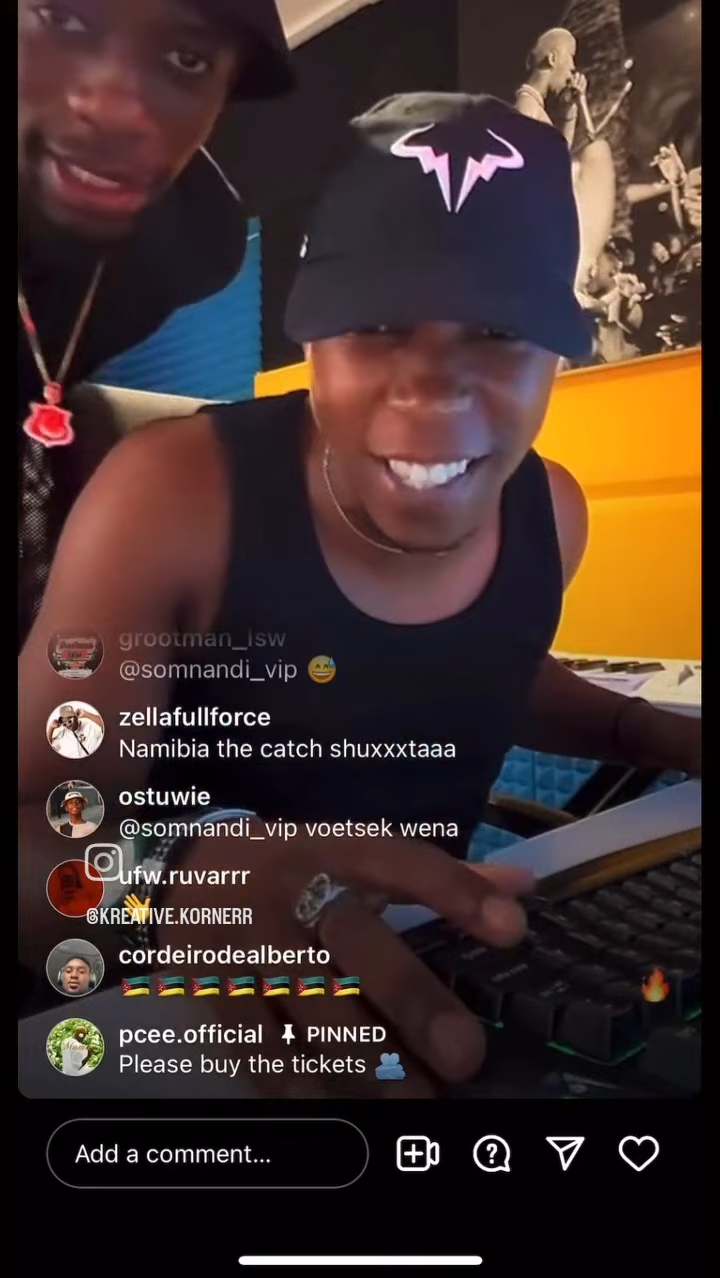 grootman_lsw
@somnandi_vip 😅
zellafullforce
Namibia the catch shuxxxtaaa
ostuwie
@somnandi_vip voetsek wena
ufw.ruvarrr
👋
@KREATIVE.KORNERR
cordeirodealberto
🇲🇿🇲🇿🇲🇿🇲🇿🇲🇿🇲🇿🇲🇿
pcee.official 📌 PINNED
Please buy the tickets 🫂
Add a comment...